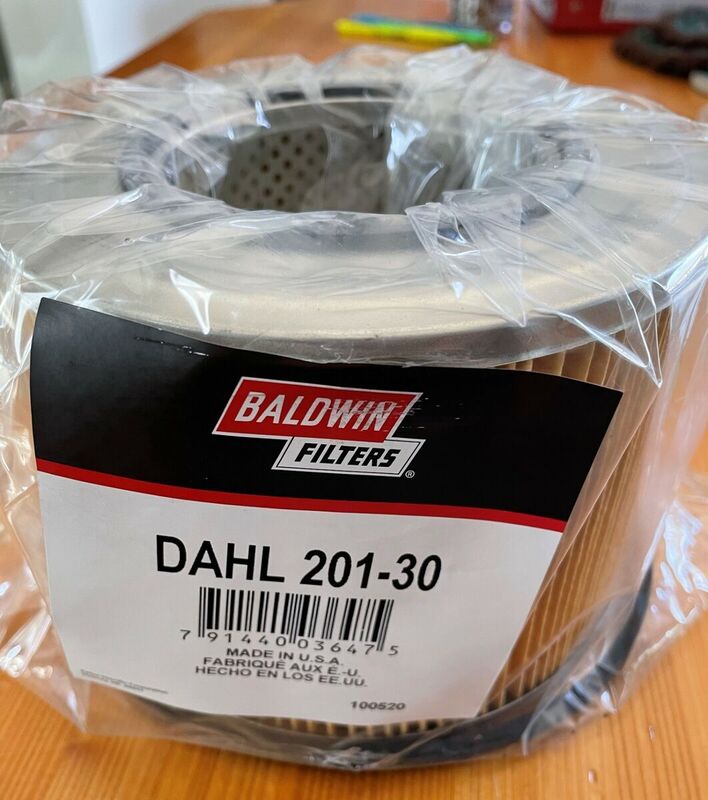 BALDWIN
FILTERS®
DAHL 201-30
7 91440 03647 5
MADE IN U.S.A.
FABRIQUÉ AUX É.-U.
HECHO EN LOS EE.UU.
100520